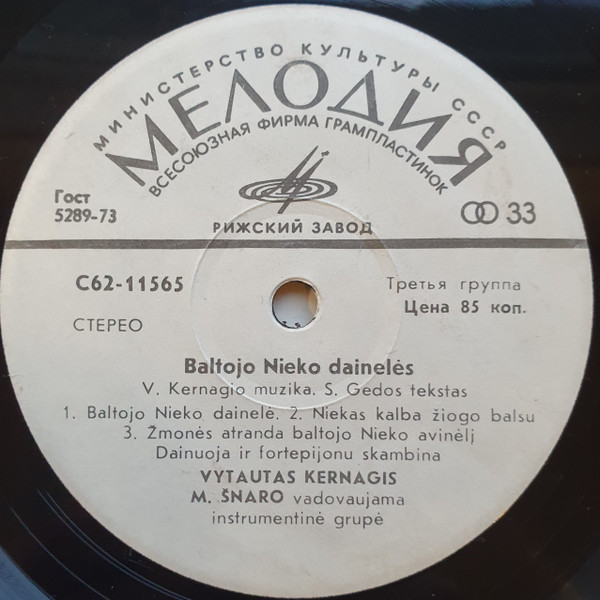 МИНИСТЕРСТВО КУЛЬТУРЫ СССР
МЕЛОДИЯ
ВСЕСОЮЗНАЯ ФИРМА ГРАМПЛАСТИНОК
Гост
5289-73
33
РИЖСКИЙ ЗАВОД
С62-11565
Третья группа
Цена 85 коп.
СТЕРЕО
Baltojo Nieko dainelės
V. Kernagio muzika. S. Gedos tekstas
1. Baltojo Nieko dainelė. 2. Niekas kalba žiogo balsu
3. Žmonės atranda baltojo Nieko avinėlį
Dainuoja ir fortepijonu skambina
VYTAUTAS KERNAGIS
M. ŠNARO vadovaujama
instrumentinė grupė